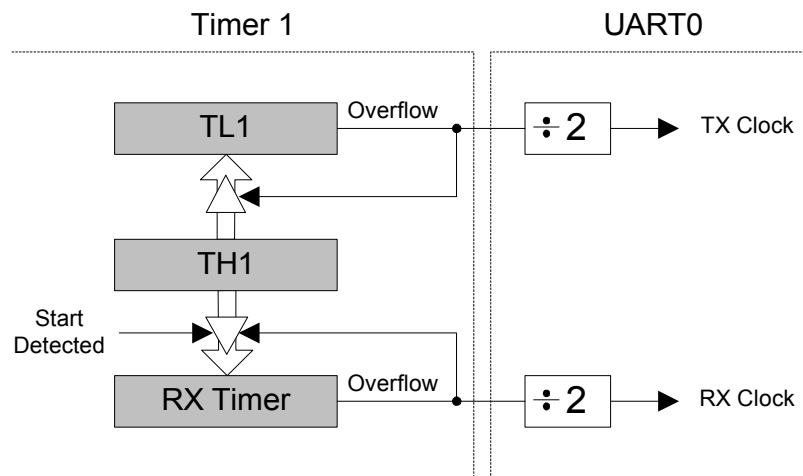 Timer 1
UART0
TL1
Overflow
÷2
TX Clock
TH1
Start
Detected
RX Timer
Overflow
÷2
RX Clock